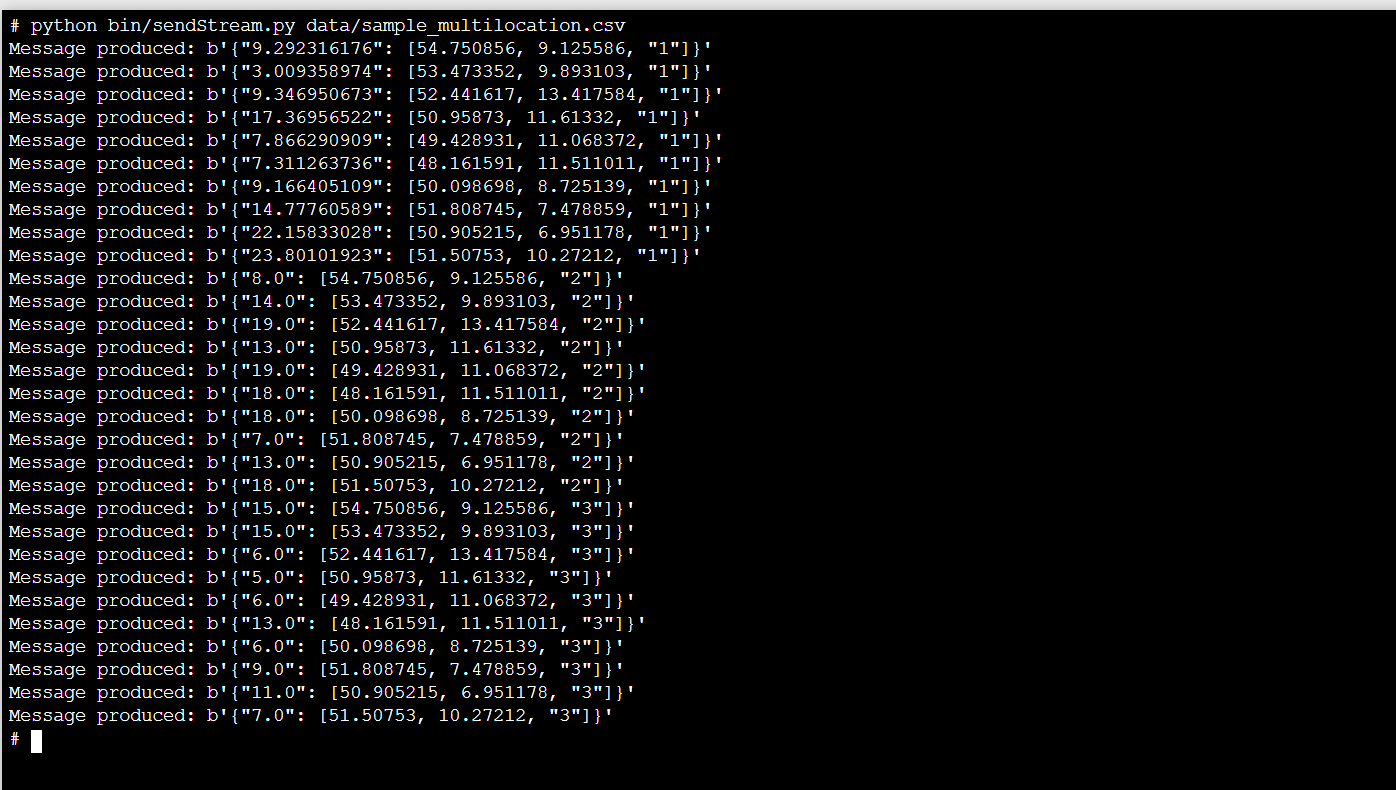 # python bin/sendStream.py data/sample_multilocation.csv
Message produced: b'{"9.292316176": [54.750856, 9.125586, "1"]}'
Message produced: b'{"3.009358974": [53.473352, 9.893103, "1"]}'
Message produced: b'{"9.346950673": [52.441617, 13.417584, "1"]}'
Message produced: b'{"17.36956522": [50.95873, 11.61332, "1"]}'
Message produced: b'{"7.866290909": [49.428931, 11.068372, "1"]}'
Message produced: b'{"7.311263736": [48.161591, 11.511011, "1"]}'
Message produced: b'{"9.166405109": [50.098698, 8.725139, "1"]}'
Message produced: b'{"14.77760589": [51.808745, 7.478859, "1"]}'
Message produced: b'{"22.15833028": [50.905215, 6.951178, "1"]}'
Message produced: b'{"23.80101923": [51.50753, 10.27212, "1"]}'
Message produced: b'{"8.0": [54.750856, 9.125586, "2"]}'
Message produced: b'{"14.0": [53.473352, 9.893103, "2"]}'
Message produced: b'{"19.0": [52.441617, 13.417584, "2"]}'
Message produced: b'{"13.0": [50.95873, 11.61332, "2"]}'
Message produced: b'{"19.0": [49.428931, 11.068372, "2"]}'
Message produced: b'{"18.0": [48.161591, 11.511011, "2"]}'
Message produced: b'{"18.0": [50.098698, 8.725139, "2"]}'
Message produced: b'{"7.0": [51.808745, 7.478859, "2"]}'
Message produced: b'{"13.0": [50.905215, 6.951178, "2"]}'
Message produced: b'{"18.0": [51.50753, 10.27212, "2"]}'
Message produced: b'{"15.0": [54.750856, 9.125586, "3"]}'
Message produced: b'{"15.0": [53.473352, 9.893103, "3"]}'
Message produced: b'{"6.0": [52.441617, 13.417584, "3"]}'
Message produced: b'{"5.0": [50.95873, 11.61332, "3"]}'
Message produced: b'{"6.0": [49.428931, 11.068372, "3"]}'
Message produced: b'{"13.0": [48.161591, 11.511011, "3"]}'
Message produced: b'{"6.0": [50.098698, 8.725139, "3"]}'
Message produced: b'{"9.0": [51.808745, 7.478859, "3"]}'
Message produced: b'{"11.0": [50.905215, 6.951178, "3"]}'
Message produced: b'{"7.0": [51.50753, 10.27212, "3"]}'
#